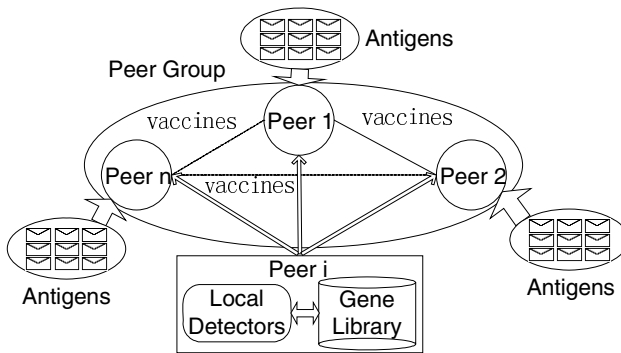 Antigens
Peer Group
vaccines
Peer 1
vaccines
Peer n
vaccines
Peer 2
Antigens
Antigens
Peer i
Local
Detectors
Gene
Library